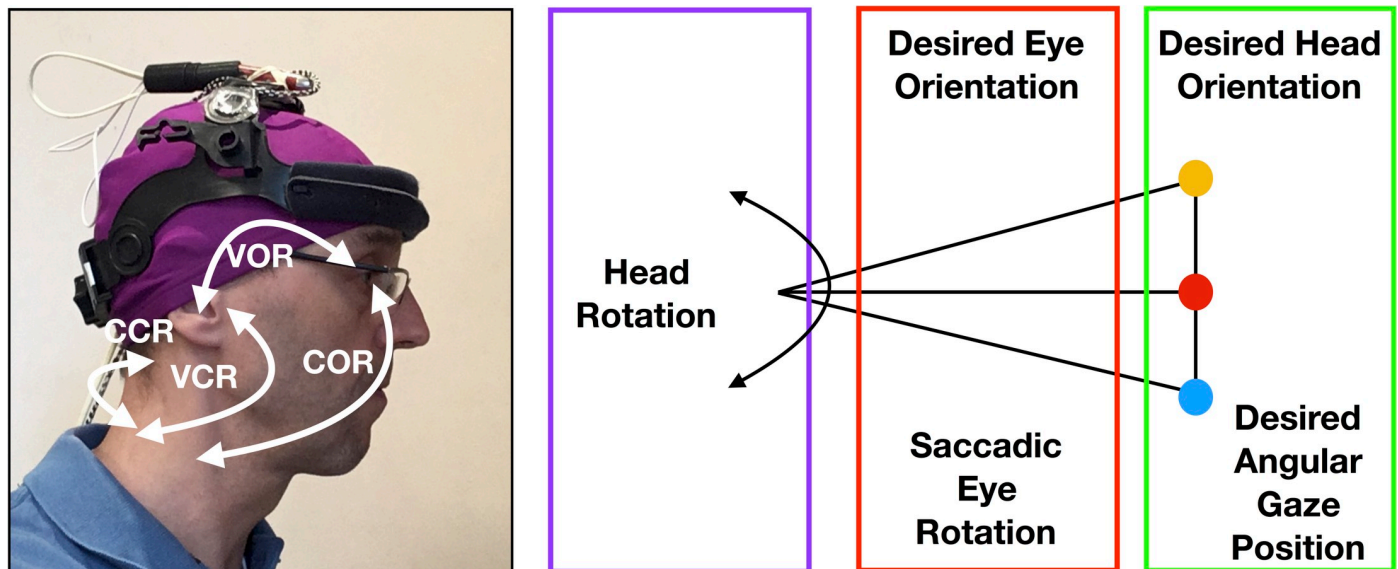 VOR
CCR
VCR
COR
Head
Rotation
Desired Eye
Orientation
Saccadic
Eye
Rotation
Desired Head
Orientation
Desired
Angular
Gaze
Position